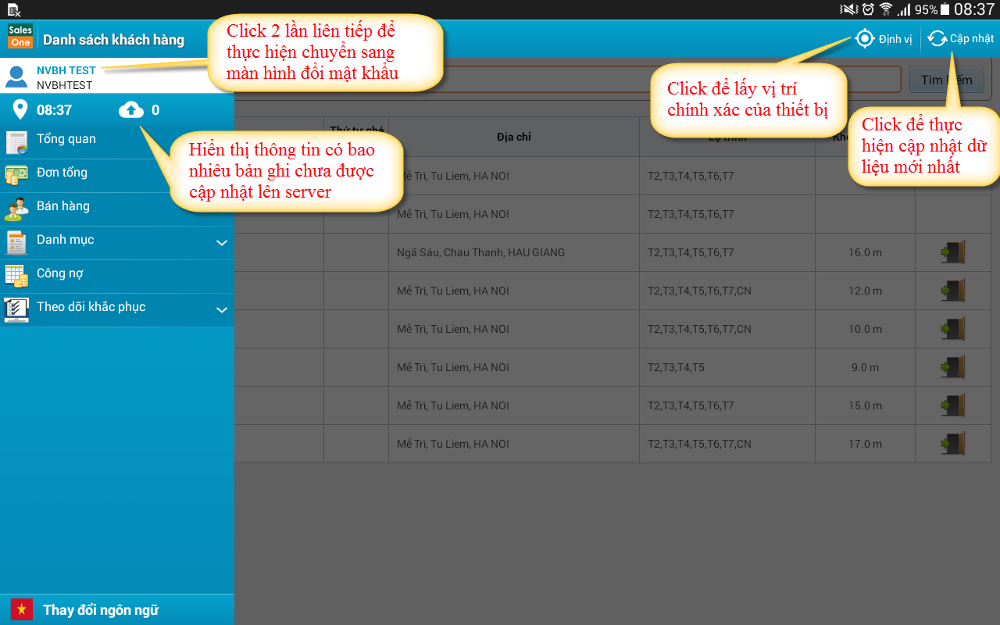 95% 08:37
Sales
One
Danh sách khách hàng
Định vị
Cập nhật
Click 2 lần liên tiếp để
thực hiện chuyển sang
màn hình đổi mật khẩu
NVBH TEST
NVBHTEST
Click để lấy vị trí
chính xác của thiết bị
Click để thực
hiện cập nhật dữ
liệu mới nhất
08:37 0
Hiển thị thông tin có bao
nhiêu bản ghi chưa được
cập nhật lên server
Tổng quan
Đơn tổng
Bán hàng
Danh mục
Công nợ
Theo dõi khắc phục
Thứ tự ghé
Địa chỉ
Mễ Trì, Tu Liem, HA NOI T2,T3,T4,T5,T6,T7
Mễ Trì, Tu Liem, HA NOI T2,T3,T4,T5,T6,T7
Ngã Sáu, Chau Thanh, HAU GIANG T2,T3,T4,T5,T6,T7 16.0 m
Mễ Trì, Tu Liem, HA NOI T2,T3,T4,T5,T6,T7,CN 12.0 m
Mễ Trì, Tu Liem, HA NOI T2,T3,T4,T5,T6,T7,CN 10.0 m
Mễ Trì, Tu Liem, HA NOI T2,T3,T4,T5 9.0 m
Mễ Trì, Tu Liem, HA NOI T2,T3,T4,T5,T6,T7 15.0 m
Mễ Trì, Tu Liem, HA NOI T2,T3,T4,T5,T6,T7,CN 17.0 m
Thay đổi ngôn ngữ